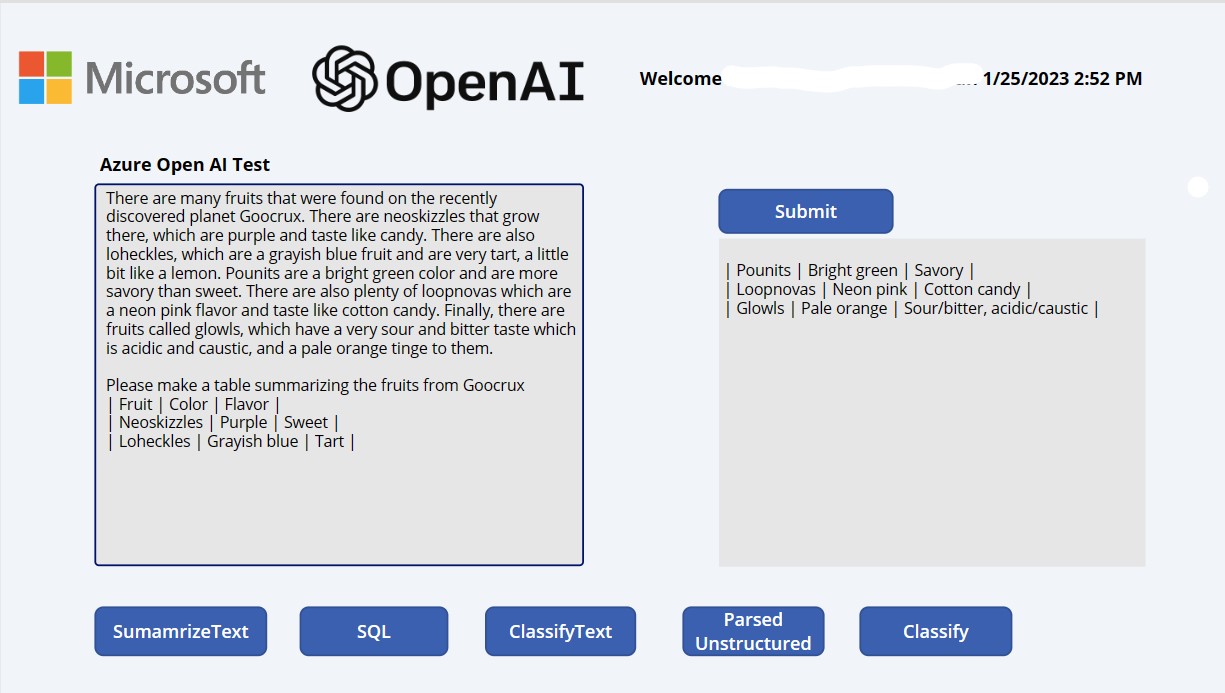 Microsoft
OpenAI
Welcome
1/25/2023 2:52 PM
Azure Open AI Test
There are many fruits that were found on the recently
discovered planet Goocrux. There are neoskizzles that grow
there, which are purple and taste like candy. There are also
loheckles, which are a grayish blue fruit and are very tart, a little
bit like a lemon. Pounits are a bright green color and are more
savory than sweet. There are also plenty of loopnovas which are
a neon pink flavor and taste like cotton candy. Finally, there are
fruits called glowls, which have a very sour and bitter taste which
is acidic and caustic, and a pale orange tinge to them.
Please make a table summarizing the fruits from Goocrux
| Fruit | Color | Flavor |
| Neoskizzles | Purple | Sweet |
| Loheckles | Grayish blue | Tart |
Submit
| Pounits | Bright green | Savory |
| Loopnovas | Neon pink | Cotton candy |
| Glowls | Pale orange | Sour/bitter, acidic/caustic |
SumamrizeText
SQL
ClassifyText
Parsed
Unstructured
Classify